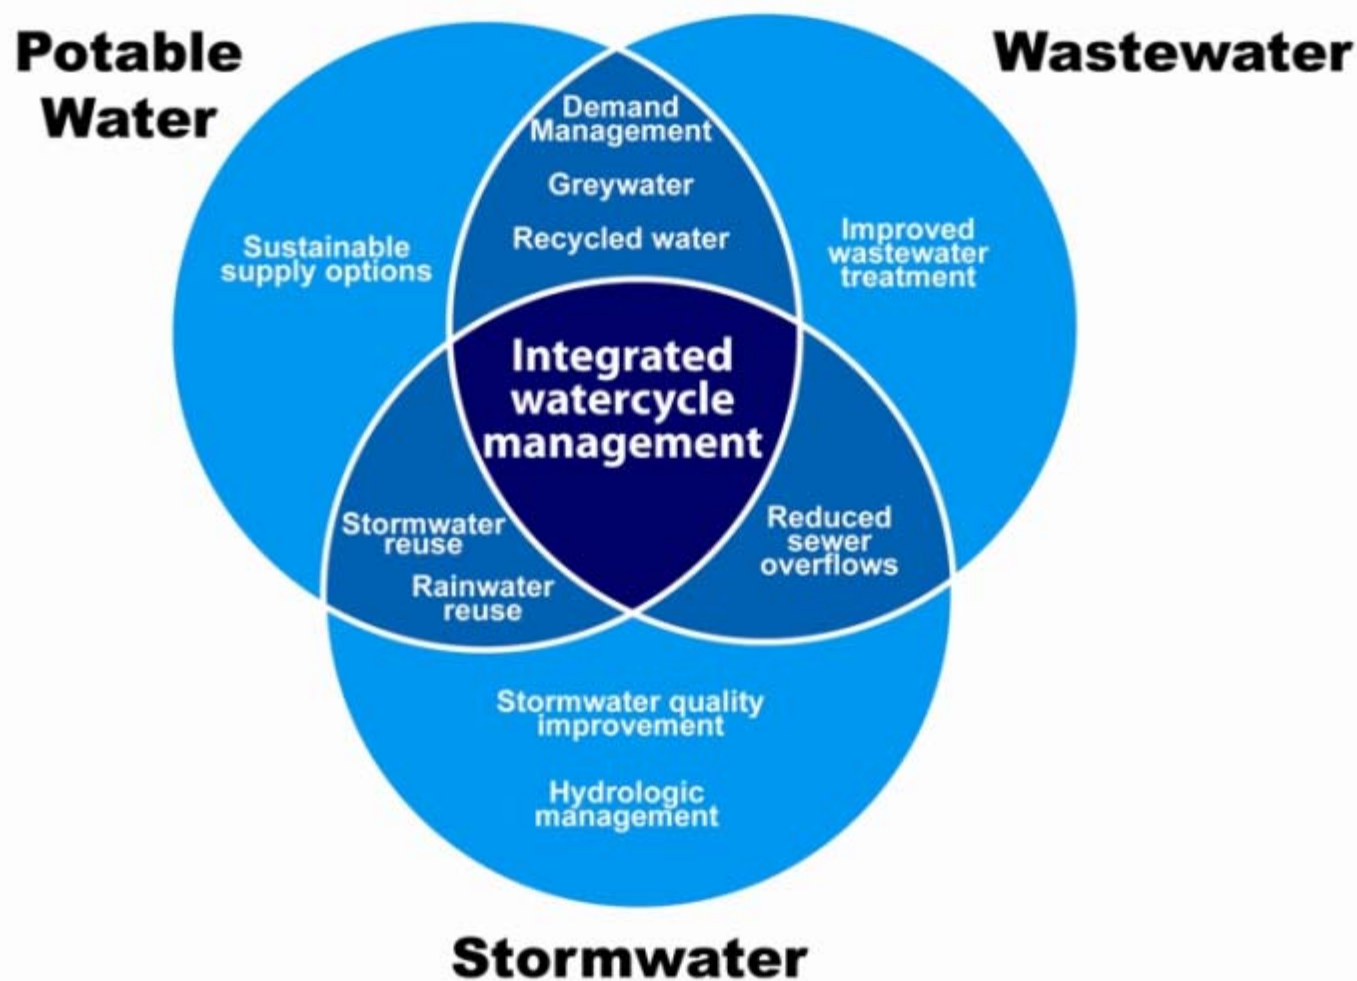 Potable
Water
Wastewater
Demand
Management
Greywater
Recycled water
Sustainable
supply options
Improved
wastewater
treatment
Integrated
watercycle
management
Stormwater
reuse
Rainwater
reuse
Reduced
sewer
overflows
Stormwater quality
improvement
Hydrologic
management
Stormwater